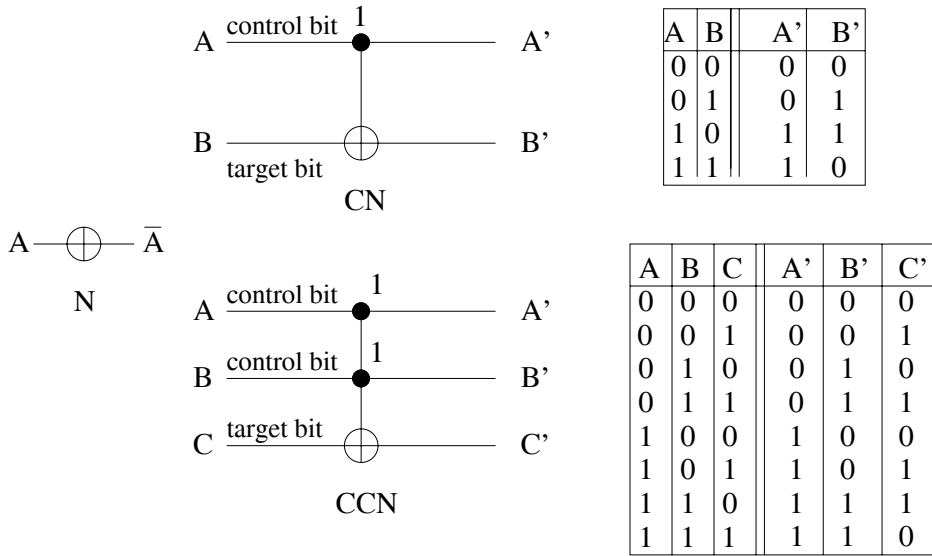 A control bit 1 A'
B target bit B'
CN
A B A' B'
0 0 0 0
0 1 0 1
1 0 1 1
1 1 1 0
A A̅
N
A control bit 1 A'
B control bit 1 B'
C target bit C'
CCN
A B C A' B' C'
0 0 0 0 0 0
0 0 1 0 0 1
0 1 0 0 1 0
0 1 1 0 1 1
1 0 0 1 0 0
1 0 1 1 0 1
1 1 0 1 1 1
1 1 1 1 1 0